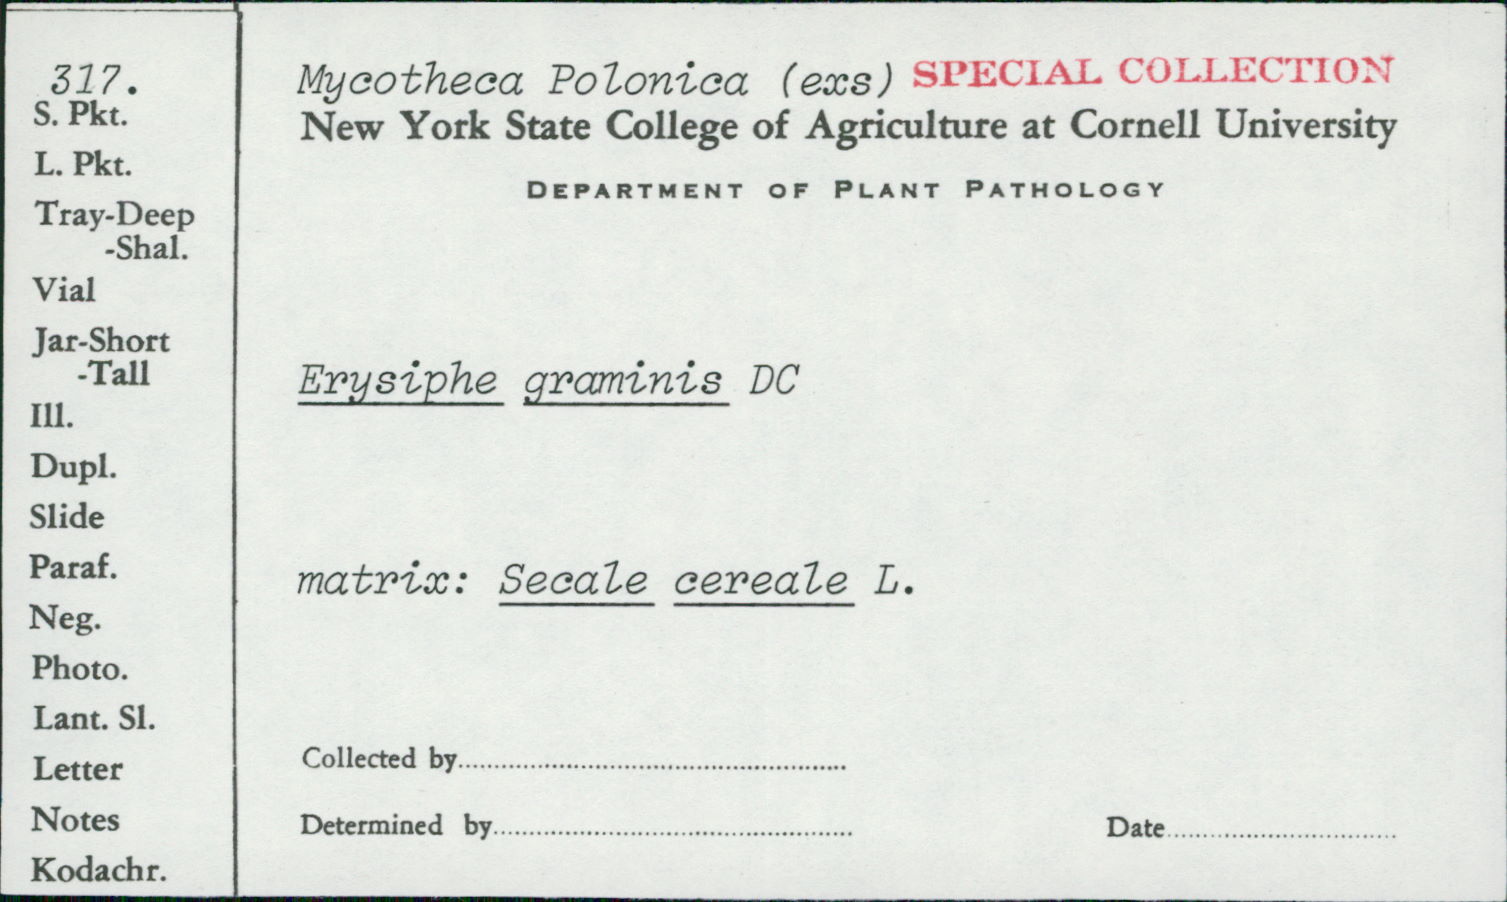 317.
S. Pkt.
L. Pkt.
Tray-Deep
-Shal.
Vial
Jar-Short
-Tall
Ill.
Dupl.
Slide
Paraf.
Neg.
Photo.
Lant. Sl.
Letter
Notes
Kodachr.
Mycotheca Polonica (exs) SPECIAL COLLECTION
New York State College of Agriculture at Cornell University
DEPARTMENT OF PLANT PATHOLOGY
Erysiphe graminis DC
matrix: Secale cereale L.
Collected by
Determined by
Date